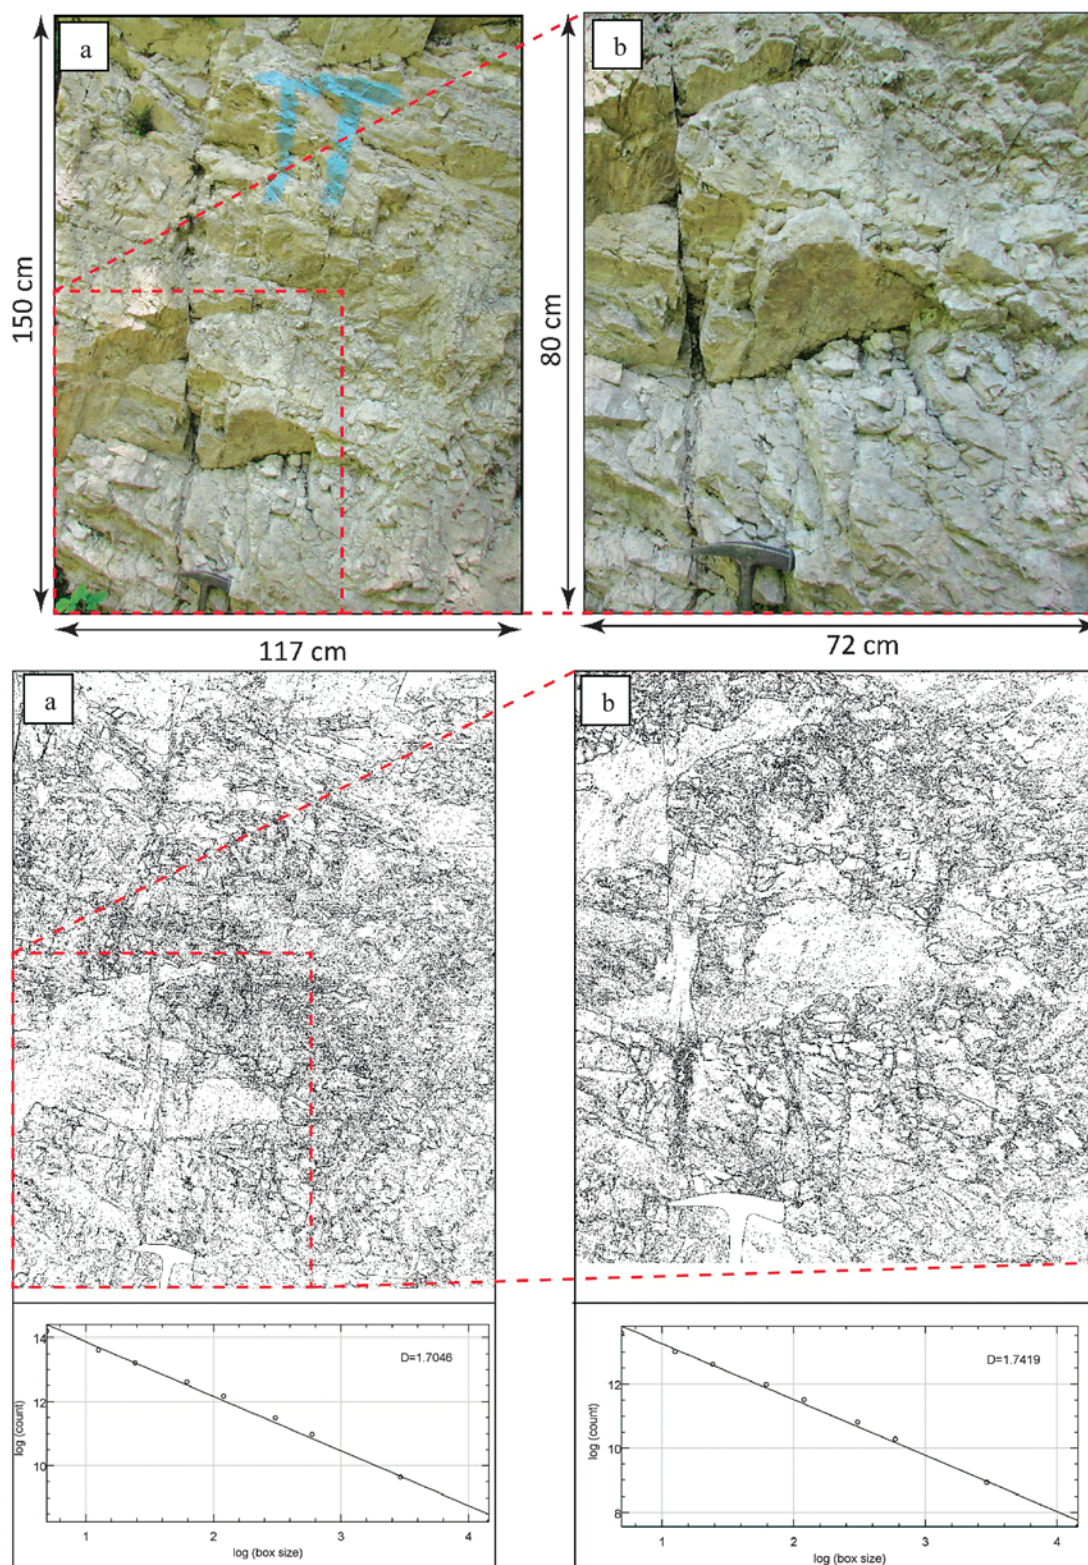 a
b
150 cm
80 cm
117 cm
72 cm
a
b
D=1.7046
14
12
10
log (count)
1
2
3
4
log (box size)
D=1.7419
12
10
8
log (count)
1
2
3
4
log (box size)